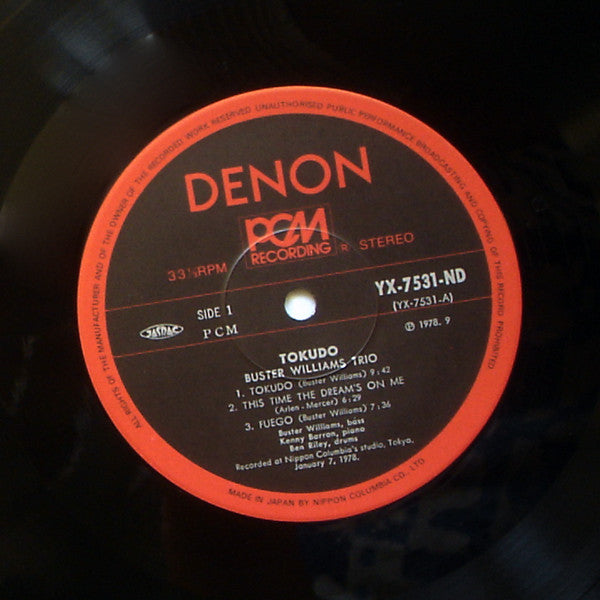 ALL RIGHTS OF THE MANUFACTURER AND OF THE OWNER OF THE RECORDED WORK RESERVED UNAUTHORISED PUBLIC PERFORMANCE BROADCASTING AND COPYING OF THIS RECORD PROHIBITED
DENON
PCM
RECORDING
33⅓RPM
R STEREO
SIDE 1
YX-7531-ND
(YX-7531-A)
JASRAC
PCM
℗ 1978. 9
TOKUDO
BUSTER WILLIAMS TRIO
1. TOKUDO (Buster Williams) 9:42
2. THIS TIME THE DREAM'S ON ME
(Arlen - Mercer) 6:29
3. FUEGO (Buster Williams) 7:36
Buster Williams, bass
Kenny Barron, piano
Ben Riley, drums
Recorded at Nippon Columbia's studio, Tokyo,
January 7, 1978.
MADE IN JAPAN BY NIPPON COLUMBIA CO., LTD